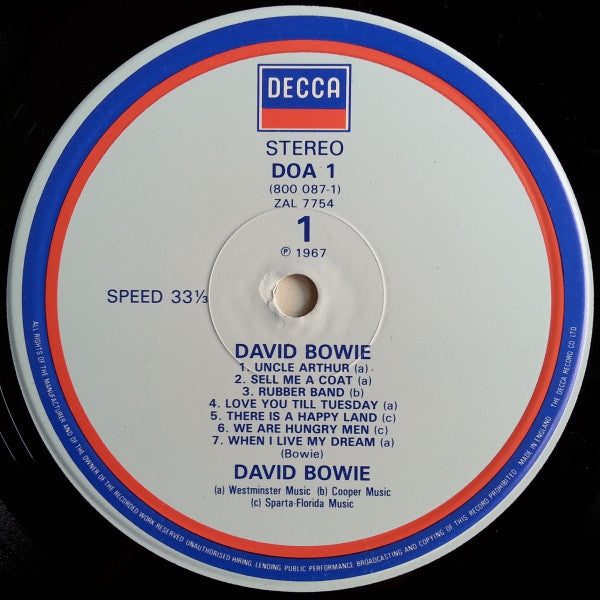 DECCA
STEREO
DOA 1
(800 087-1)
ZAL 7754
1
℗ 1967
SPEED 33⅓
DAVID BOWIE
1. UNCLE ARTHUR (a)
2. SELL ME A COAT (a)
3. RUBBER BAND (b)
4. LOVE YOU TILL TUESDAY (a)
5. THERE IS A HAPPY LAND (c)
6. WE ARE HUNGRY MEN (c)
7. WHEN I LIVE MY DREAM (a)
(Bowie)
DAVID BOWIE
(a) Westminster Music (b) Cooper Music
(c) Sparta-Florida Music
ALL RIGHTS OF THE MANUFACTURER AND OF THE OWNER OF THE RECORDED WORK RESERVED UNAUTHORISED HIRING, LENDING, PUBLIC PERFORMANCE BROADCASTING AND COPYING OF THIS RECORD PROHIBITED MADE IN ENGLAND THE DECCA RECORD CO. LTD.